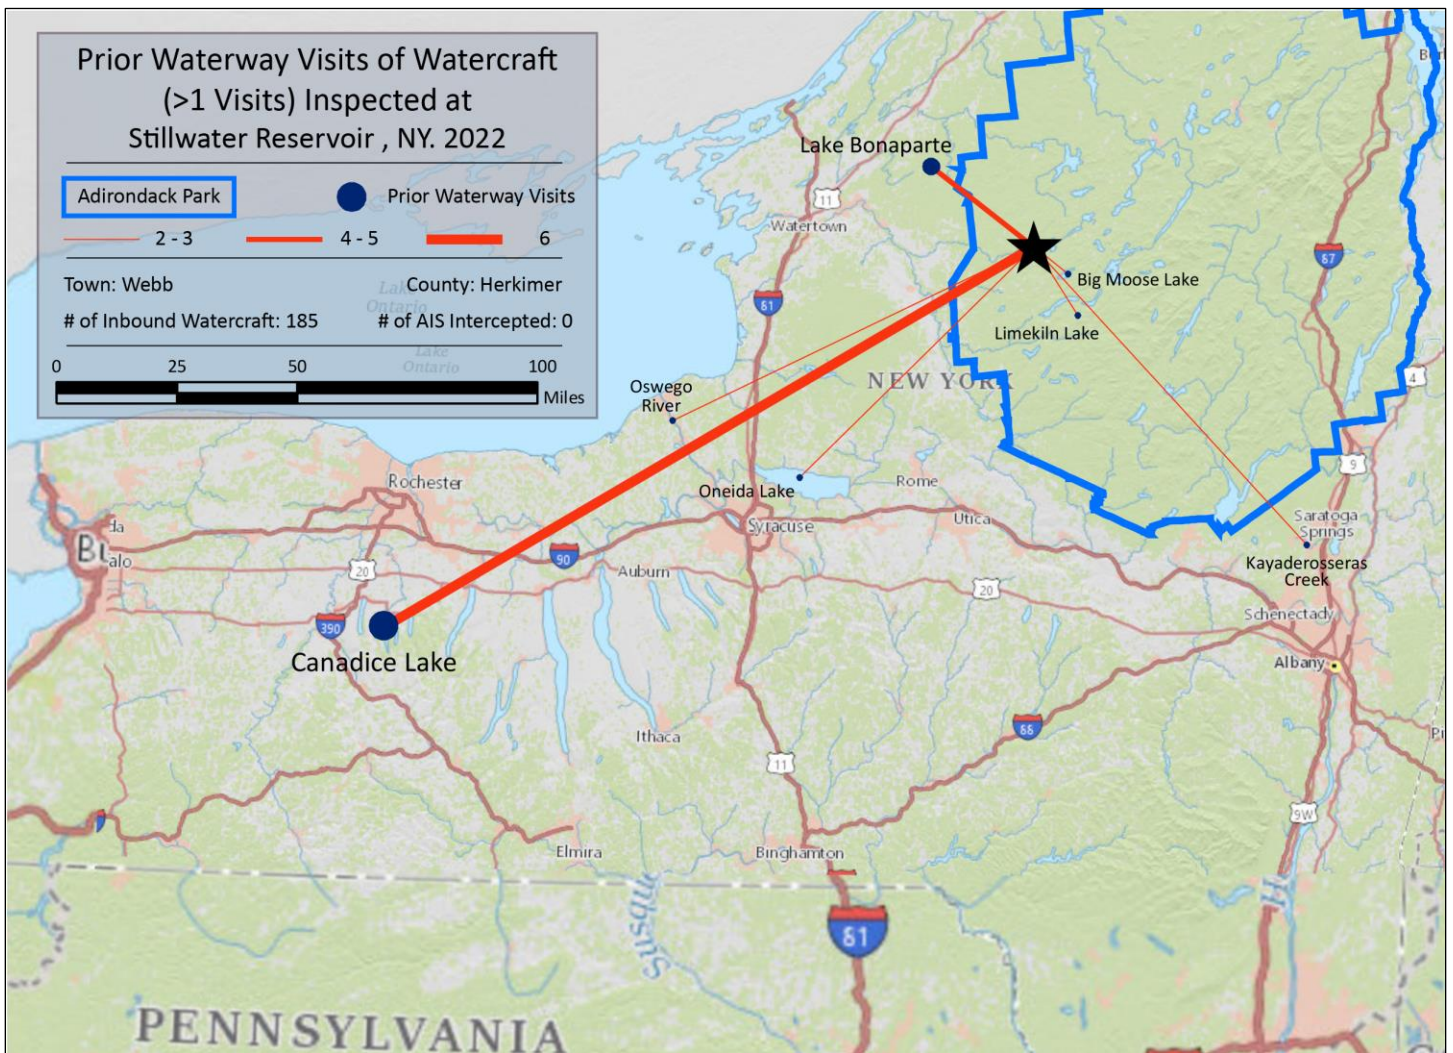 Prior Waterway Visits of Watercraft
(>1 Visits) Inspected at
Stillwater Reservoir , NY. 2022
Adirondack Park
Prior Waterway Visits
2 - 3
4 - 5
6
Town: Webb
County: Herkimer
# of Inbound Watercraft: 185
# of AIS Intercepted: 0
Lake
Ontario
0
25
50
100
Miles
Lake Bonaparte
11
Watertown
81
87
Big Moose Lake
Limekiln Lake
NEW YORK
4
Oswego
River
9
Rochester
Oneida Lake
Rome
Syracuse
Utica
Saratoga
Springs
Kayaderosseras
Creek
90
20
Auburn
20
Schenectady
390
Canadice Lake
Albany
Ithaca
88
11
9W
Elmira
Binghamton
81
PENNSYLVANIA